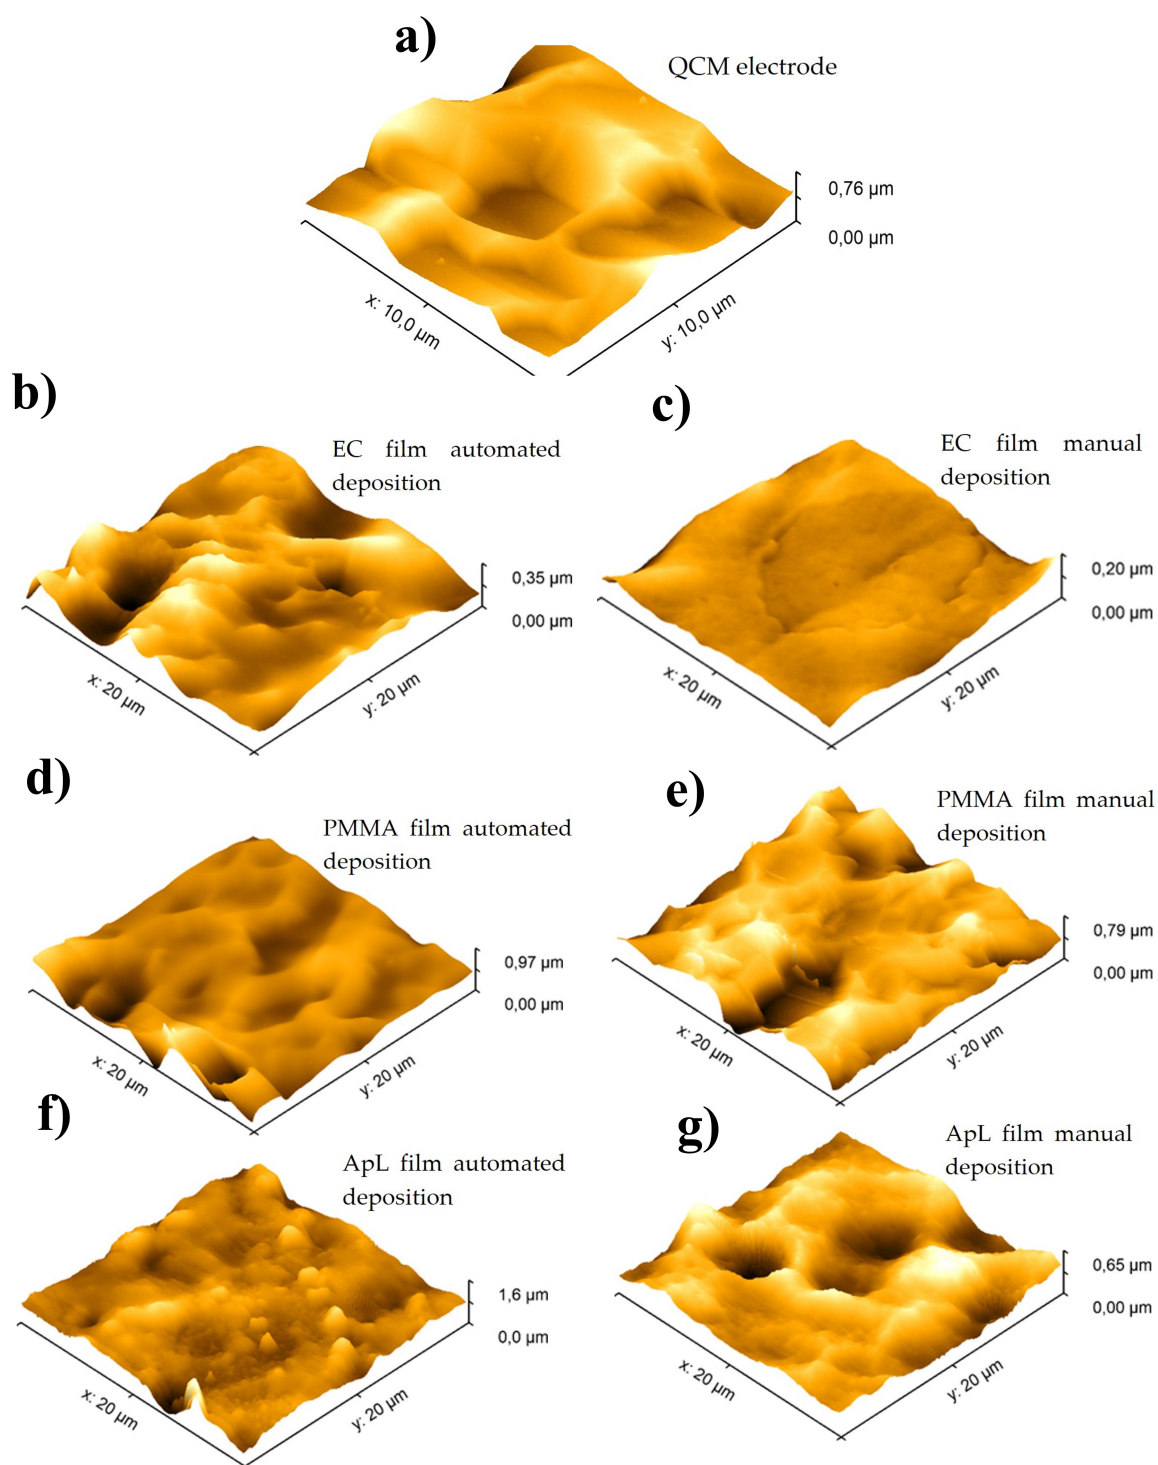 a)
QCM electrode
0,76 µm
0,00 µm
x: 10,0 µm
y: 10,0 µm
b)
EC film automated
deposition
0,35 µm
0,00 µm
x: 20 µm
y: 20 µm
c)
EC film manual
deposition
0,20 µm
0,00 µm
x: 20 µm
y: 20 µm
d)
PMMA film automated
deposition
0,97 µm
0,00 µm
x: 20 µm
y: 20 µm
e)
PMMA film manual
deposition
0,79 µm
0,00 µm
x: 20 µm
y: 20 µm
f)
ApL film automated
deposition
1,6 µm
0,0 µm
x: 20 µm
y: 20 µm
g)
ApL film manual
deposition
0,65 µm
0,00 µm
x: 20 µm
y: 20 µm